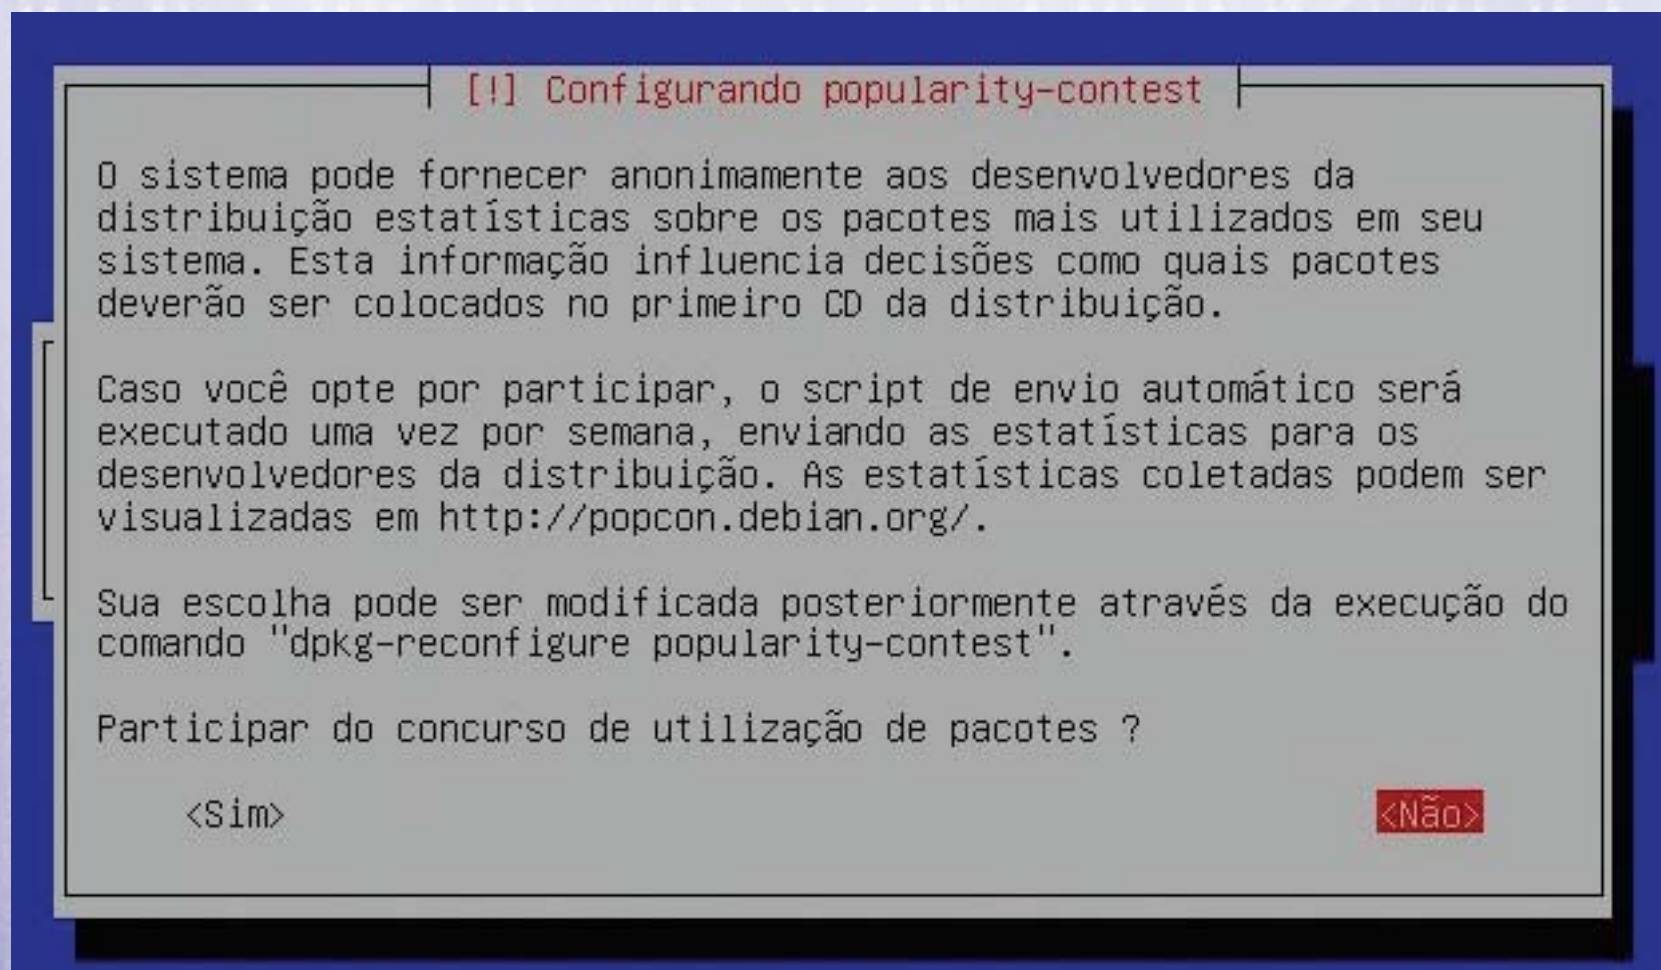 [!] Configurando popularity-contest
O sistema pode fornecer anonimamente aos desenvolvedores da
distribuição estatísticas sobre os pacotes mais utilizados em seu
sistema. Esta informação influencia decisões como quais pacotes
deverão ser colocados no primeiro CD da distribuição.
Caso você opte por participar, o script de envio automático será
executado uma vez por semana, enviando as estatísticas para os
desenvolvedores da distribuição. As estatísticas coletadas podem ser
visualizadas em http://popcon.debian.org/.
Sua escolha pode ser modificada posteriormente através da execução do
comando "dpkg-reconfigure popularity-contest".
Participar do concurso de utilização de pacotes ?
<Sim> <Não>